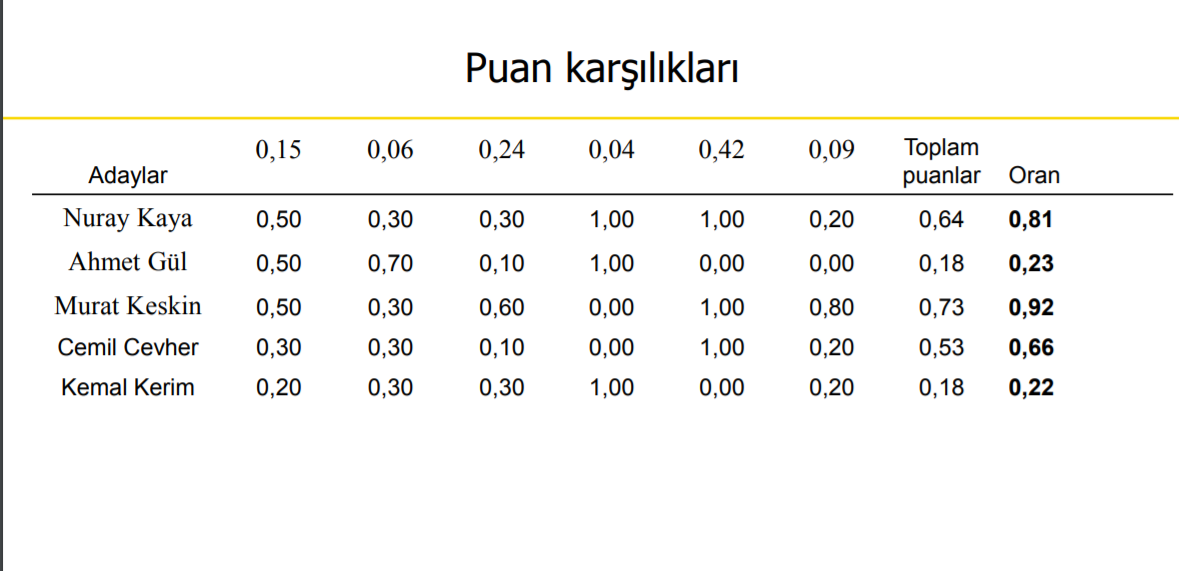 Puan karşılıkları
Adaylar 0,15 0,06 0,24 0,04 0,42 0,09 Toplam puanlar Oran
Nuray Kaya 0,50 0,30 0,30 1,00 1,00 0,20 0,64 0,81
Ahmet Gül 0,50 0,70 0,10 1,00 0,00 0,00 0,18 0,23
Murat Keskin 0,50 0,30 0,60 0,00 1,00 0,80 0,73 0,92
Cemil Cevher 0,30 0,30 0,10 0,00 1,00 0,20 0,53 0,66
Kemal Kerim 0,20 0,30 0,30 1,00 0,00 0,20 0,18 0,22